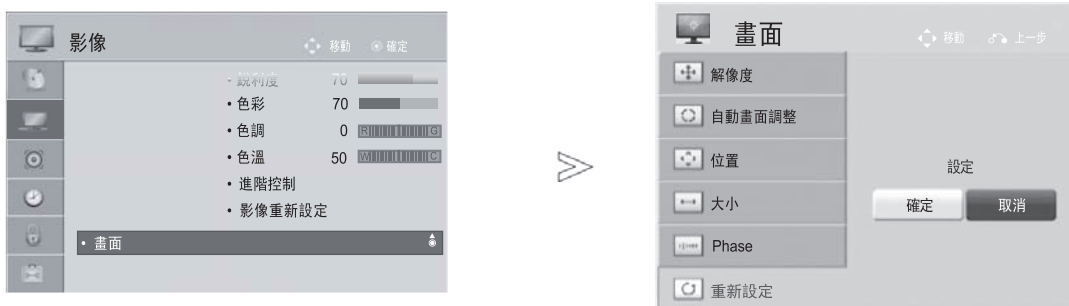 影像 移動 確定
• 銳利度 70
• 色彩 70
• 色調 0 R G
• 色溫 50 W C
• 進階控制
• 影像重新設定
• 畫面
畫面 移動 上一步
解像度
自動畫面調整
位置
大小
Phase
重新設定
設定
確定 取消